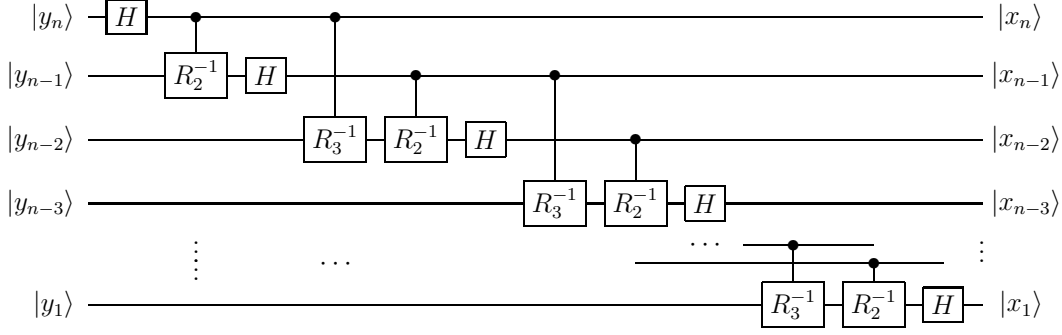 |y_n⟩ H |x_n⟩
|y_{n−1}⟩ R_2^{−1} H |x_{n−1}⟩
|y_{n−2}⟩ R_3^{−1} R_2^{−1} H |x_{n−2}⟩
|y_{n−3}⟩ R_3^{−1} R_2^{−1} H |x_{n−3}⟩
⋮ ⋯ ⋯ ⋮
|y_1⟩ R_3^{−1} R_2^{−1} H |x_1⟩